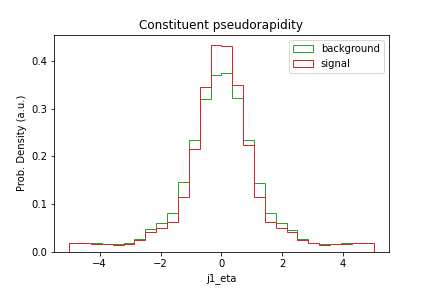 Constituent pseudorapidity
background
signal
Prob. Density (a.u.)
0.4
0.3
0.2
0.1
0.0
−4
−2
0
2
4
j1_eta